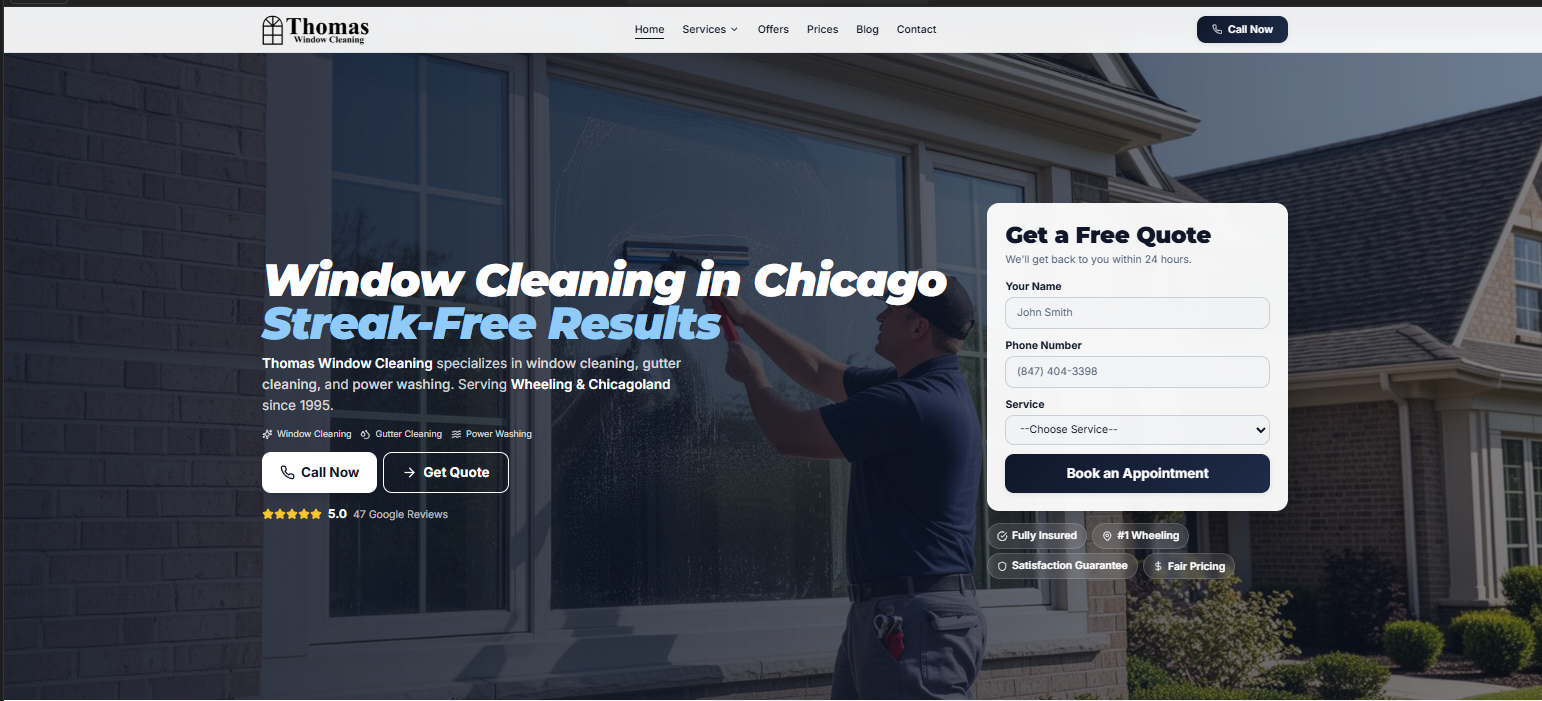 Thomas
Window Cleaning
Home
Services
Offers
Prices
Blog
Contact
Call Now
Window Cleaning in Chicago
Streak-Free Results
Thomas Window Cleaning specializes in window cleaning, gutter
cleaning, and power washing. Serving Wheeling & Chicagoland
since 1995.
Window Cleaning
Gutter Cleaning
Power Washing
Call Now
Get Quote
5.0 47 Google Reviews
Get a Free Quote
We'll get back to you within 24 hours.
Your Name
John Smith
Phone Number
(847) 404-3398
Service
--Choose Service--
Book an Appointment
Fully Insured
#1 Wheeling
Satisfaction Guarantee
Fair Pricing